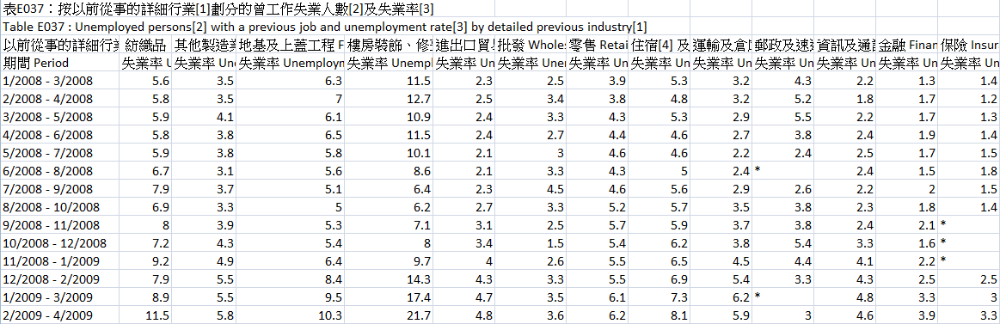 表E037：按以前從事的詳細行業[1]劃分的曾工作失業人數[2]及失業率[3]
Table E037 : Unemployed persons[2] with a previous job and unemployment rate[3] by detailed previous industry[1]
以前從事的詳細行業 紡織品 其他製造業 地基及上蓋工程 F 樓房裝飾、修 進出口貿易 批發 Wholes 零售 Retai 住宿[4] 及 運輸及倉 郵政及速遞 資訊及通 金融 Finan 保險 Insur
期間 Period 失業率 U 失業率 Un 失業率 Unemploym 失業率 Unempl 失業率 Un 失業率 Uner 失業率 Un 失業率 Un 失業率 Un 失業率 Un 失業率 Un 失業率 Un 失業率 Un
1/2008 - 3/2008 5.6 3.5 6.3 11.5 2.3 2.5 3.9 5.3 3.2 4.3 2.2 1.3 1.4
2/2008 - 4/2008 5.8 3.5 7 12.7 2.5 3.4 3.8 4.8 3.2 5.2 1.8 1.7 1.2
3/2008 - 5/2008 5.9 4.1 6.1 10.9 2.4 3.3 4.3 5.3 2.9 5.5 2.2 1.7 1.3
4/2008 - 6/2008 5.8 3.8 6.5 11.5 2.4 2.7 4.4 4.6 2.7 3.8 2.4 1.9 1.4
5/2008 - 7/2008 5.9 3.8 5.8 10.1 2.1 3 4.6 4.6 2.2 2.4 2.5 1.7 1.5
6/2008 - 8/2008 6.7 3.1 5.6 8.6 2.1 3.3 4.3 5 2.4 * 2.4 1.5 1.8
7/2008 - 9/2008 7.9 3.7 5.1 6.4 2.3 4.5 4.6 5.6 2.9 2.6 2.2 2 1.5
8/2008 - 10/2008 6.9 3.3 5 6.2 2.7 3.3 5.2 5.7 3.5 3.8 2.3 1.8 1.4
9/2008 - 11/2008 8 3.9 5.3 7.1 3.1 2.5 5.7 5.9 3.7 3.8 2.4 2.1 *
10/2008 - 12/2008 7.2 4.3 5.4 8 3.4 1.5 5.4 6.2 3.8 5.4 3.3 1.6 *
11/2008 - 1/2009 9.2 4.9 6.4 9.7 4 2.6 5.5 6.5 4.5 4.4 4.1 2.2 *
12/2008 - 2/2009 7.9 5.5 8.4 14.3 4.3 3.3 5.5 6.9 5.4 3.3 4.3 2.5 2.5
1/2009 - 3/2009 8.9 5.5 9.5 17.4 4.7 3.5 6.1 7.3 6.2 * 4.8 3.3 3
2/2009 - 4/2009 11.5 5.8 10.3 21.7 4.8 3.6 6.2 8.1 5.9 3 4.6 3.9 3.3